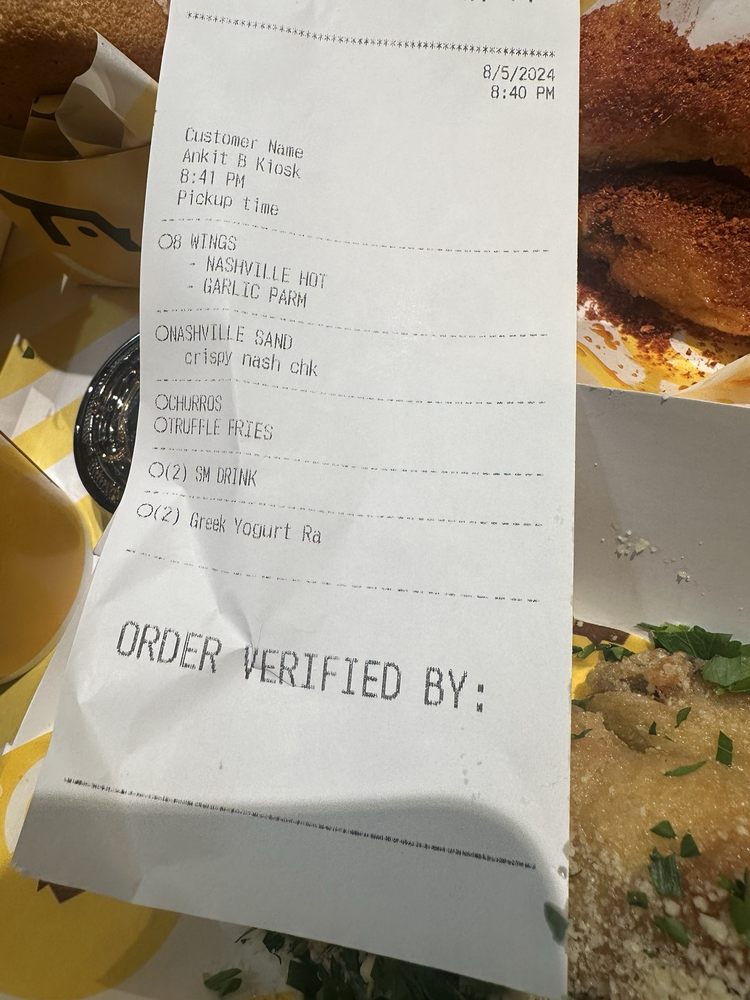 8/5/2024
8:40 PM
Customer Name
Ankit B Kiosk
8:41 PM
Pickup time
8 WINGS
- NASHVILLE HOT
- GARLIC PARM
NASHVILLE SAND
crispy nash chk
CHURROS
TRUFFLE FRIES
(2) SM DRINK
(2) Greek Yogurt Ra
ORDER VERIFIED BY: